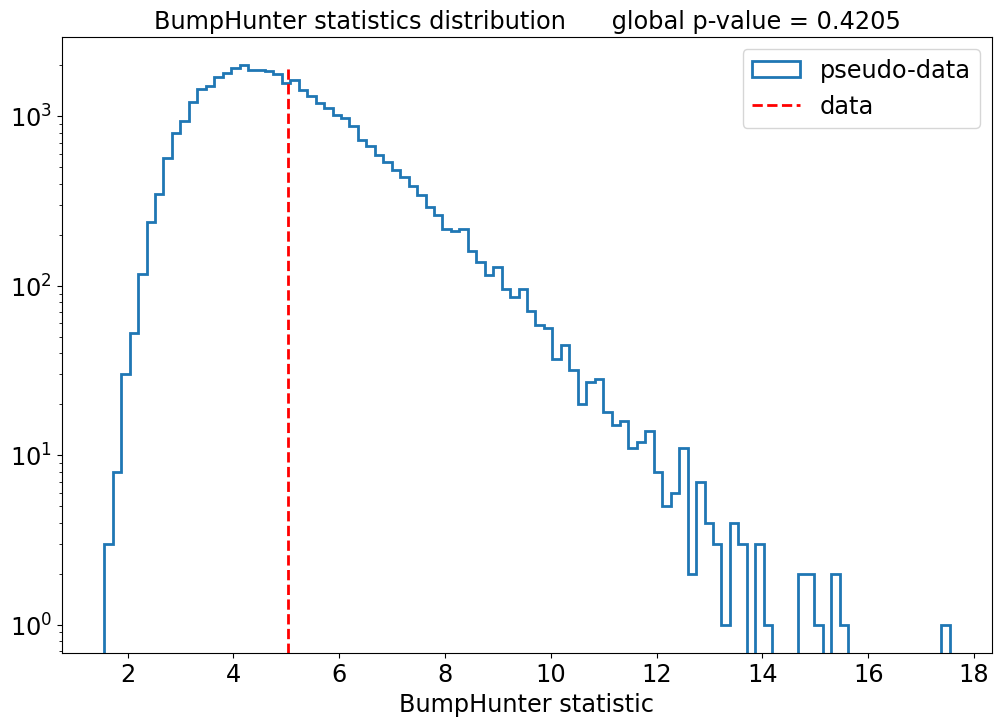 BumpHunter statistics distribution      global p-value = 0.4205
pseudo-data
data
10³
10²
10¹
10⁰
2 4 6 8 10 12 14 16 18
BumpHunter statistic